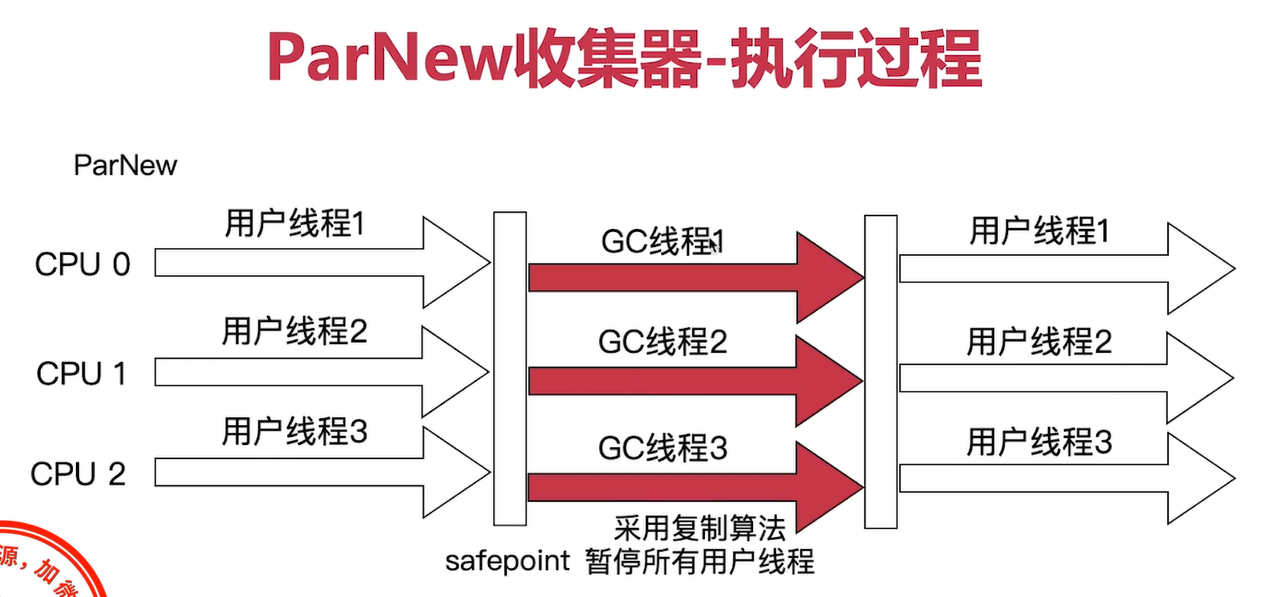 ParNew收集器-执行过程
ParNew
用户线程1
GC线程1
用户线程1
CPU 0
用户线程2
GC线程2
用户线程2
CPU 1
用户线程3
GC线程3
用户线程3
CPU 2
采用复制算法
safepoint 暂停所有用户线程
源，加微